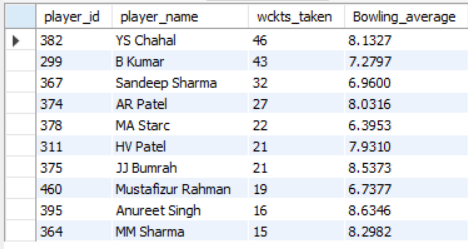 player_id player_name wckts_taken Bowling_average
382 YS Chahal 46 8.1327
299 B Kumar 43 7.2797
367 Sandeep Sharma 32 6.9600
374 AR Patel 27 8.0316
378 MA Starc 22 6.3953
311 HV Patel 21 7.9310
375 JJ Bumrah 21 8.5373
460 Mustafizur Rahman 19 6.7377
395 Anureet Singh 16 8.6346
364 MM Sharma 15 8.2982